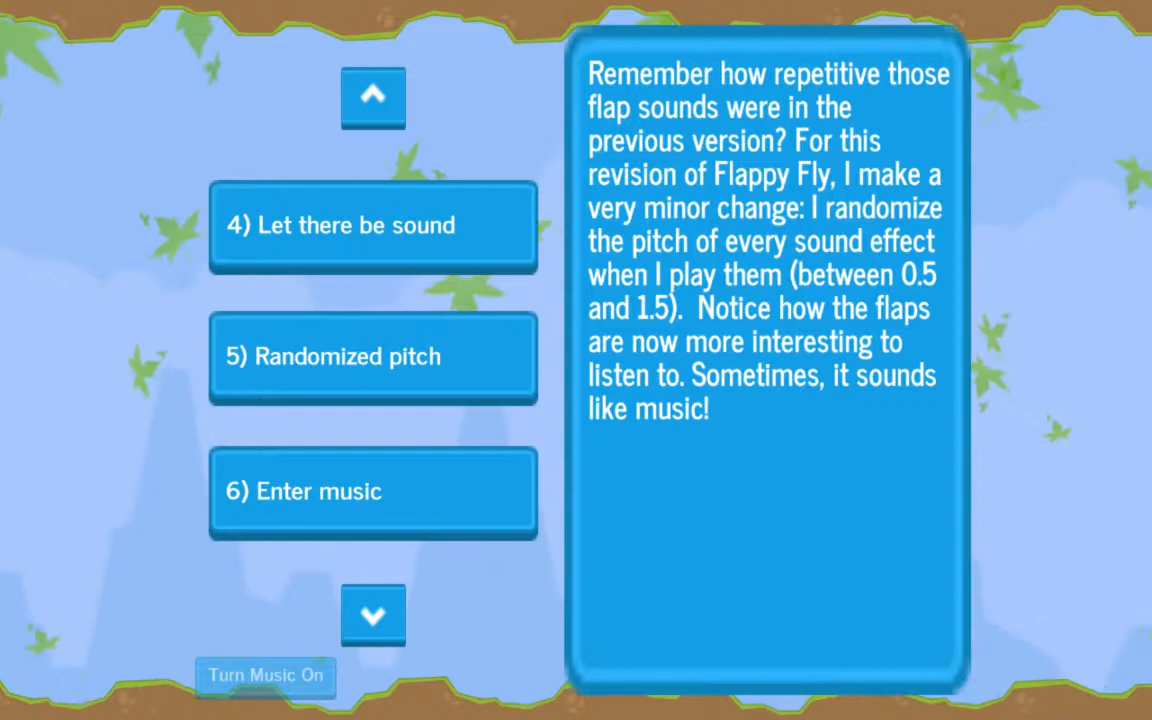 4) Let there be sound
5) Randomized pitch
6) Enter music
Turn Music On
Remember how repetitive those
flap sounds were in the
previous version? For this
revision of Flappy Fly, I make a
very minor change: I randomize
the pitch of every sound effect
when I play them (between 0.5
and 1.5).  Notice how the flaps
are now more interesting to
listen to. Sometimes, it sounds
like music!